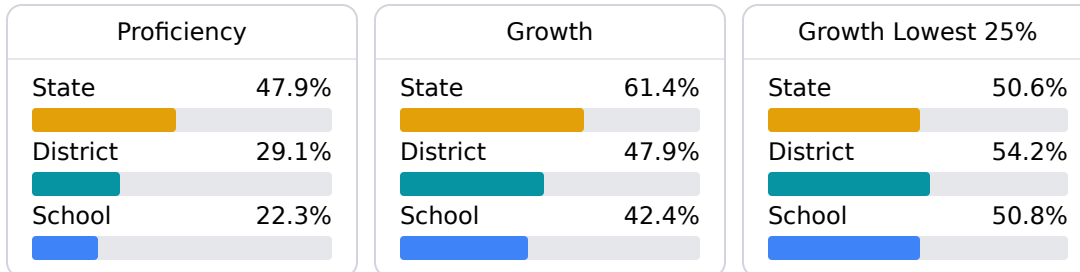 Proficiency
State 47.9%
District 29.1%
School 22.3%
Growth
State 61.4%
District 47.9%
School 42.4%
Growth Lowest 25%
State 50.6%
District 54.2%
School 50.8%